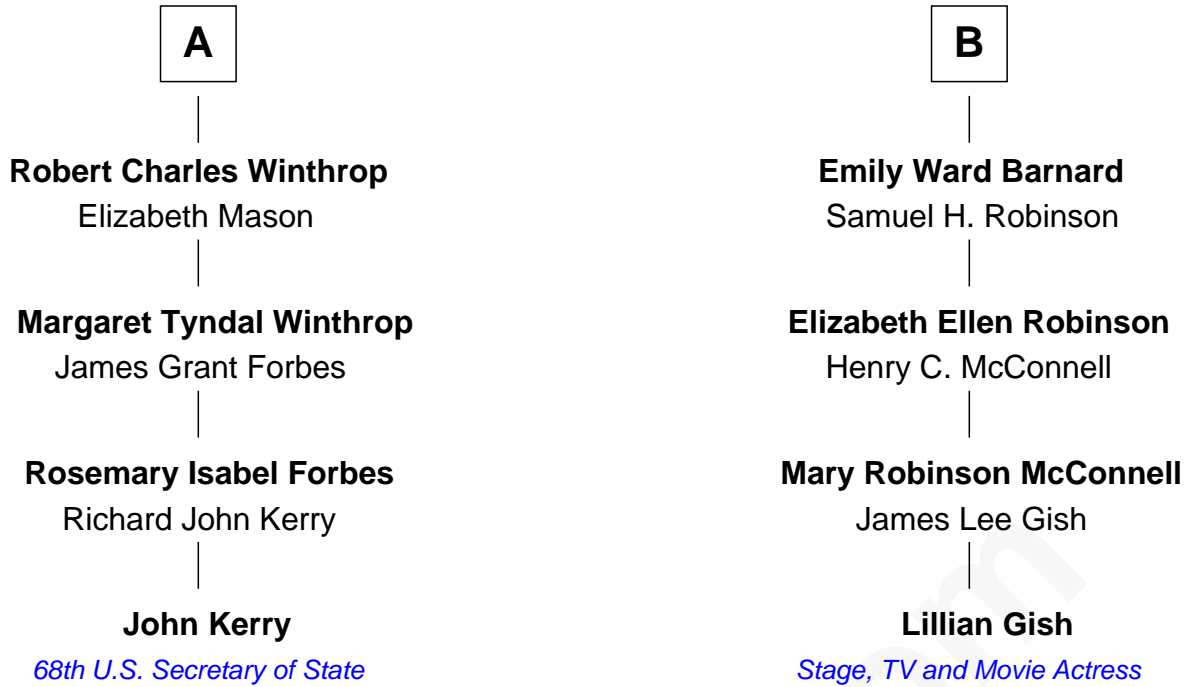 A
Robert Charles Winthrop
Elizabeth Mason
Margaret Tyndal Winthrop
James Grant Forbes
Rosemary Isabel Forbes
Richard John Kerry
John Kerry
68th U.S. Secretary of State
B
Emily Ward Barnard
Samuel H. Robinson
Elizabeth Ellen Robinson
Henry C. McConnell
Mary Robinson McConnell
James Lee Gish
Lillian Gish
Stage, TV and Movie Actress